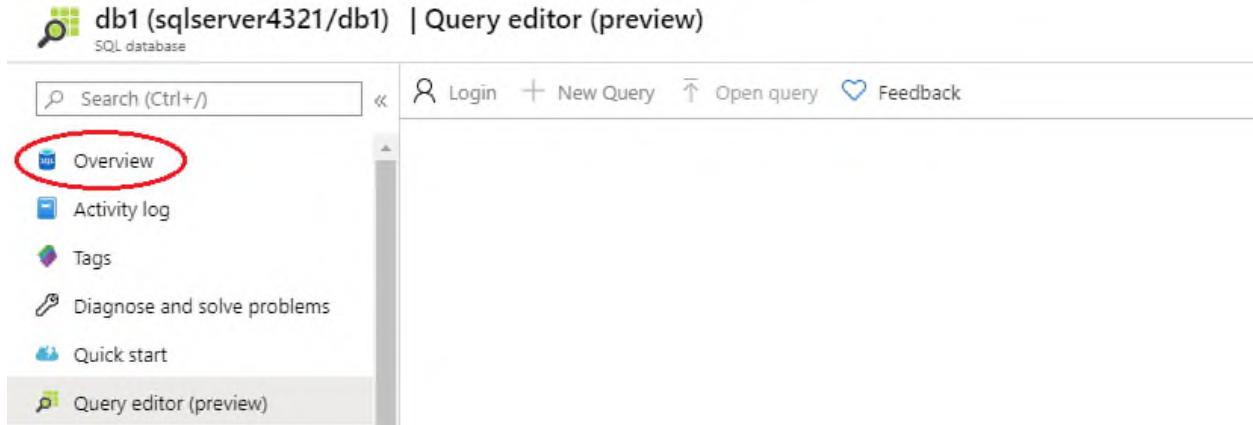 db1 (sqlserver4321/db1) | Query editor (preview)
SQL database
Search (Ctrl+/)
«
Login New Query Open query Feedback
Overview
Activity log
Tags
Diagnose and solve problems
Quick start
Query editor (preview)